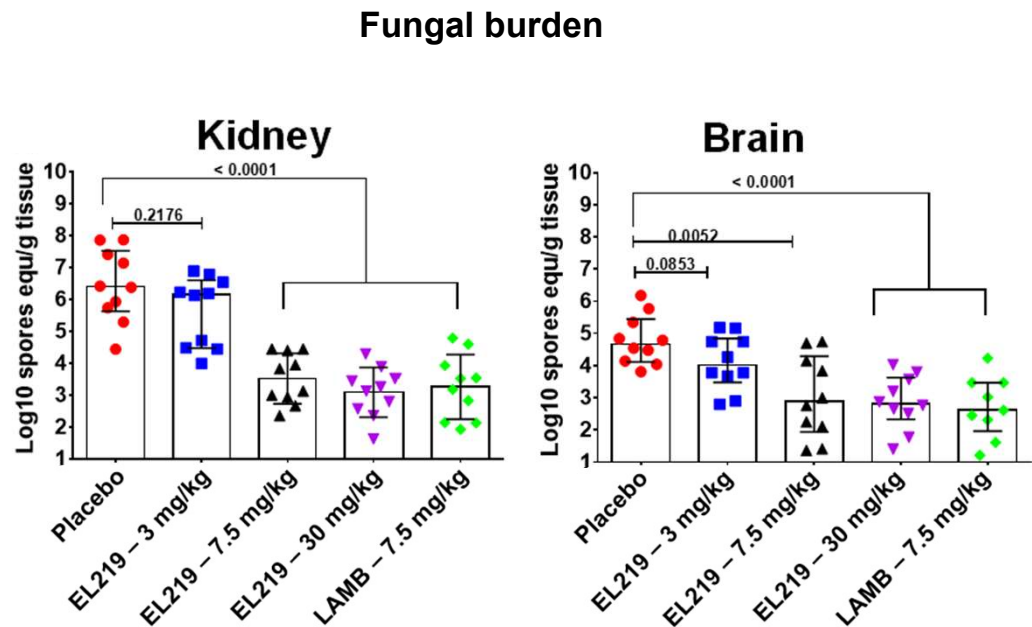 Fungal burden
Kidney
Log10 spores equ/g tissue
10
9
8
7
6
5
4
3
2
1
< 0.0001
0.2176
Placebo
EL219 – 3 mg/kg
EL219 – 7.5 mg/kg
EL219 – 30 mg/kg
LAMB – 7.5 mg/kg
Brain
Log10 spores equ/g tissue
10
9
8
7
6
5
4
3
2
1
< 0.0001
0.0052
0.0853
Placebo
EL219 – 3 mg/kg
EL219 – 7.5 mg/kg
EL219 – 30 mg/kg
LAMB – 7.5 mg/kg